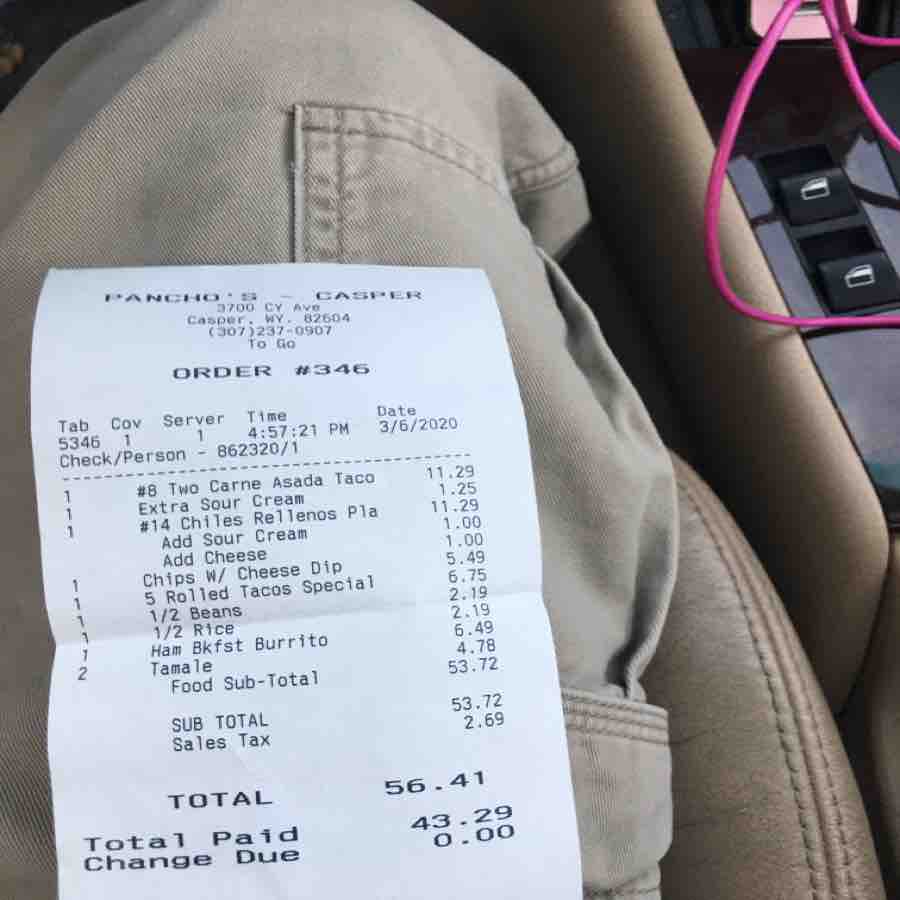 PANCHO'S - CASPER
3700 CY Ave
Casper, WY. 82604
(307)237-0907
To Go
ORDER #346
Tab Cov Server Time Date
5346 1 1 4:57:21 PM 3/6/2020
Check/Person - 862320/1
--------------------------------------------
1 #8 Two Carne Asada Taco 11.29
1 Extra Sour Cream 1.25
1 #14 Chiles Rellenos Pla 11.29
Add Sour Cream 1.00
Add Cheese 1.00
1 Chips W/ Cheese Dip 5.49
1 5 Rolled Tacos Special 6.75
1 1/2 Beans 2.19
1 1/2 Rice 2.19
1 Ham Bkfst Burrito 6.49
2 Tamale 4.78
Food Sub-Total 53.72
SUB TOTAL 53.72
Sales Tax 2.69
TOTAL 56.41
Total Paid 43.29
Change Due 0.00